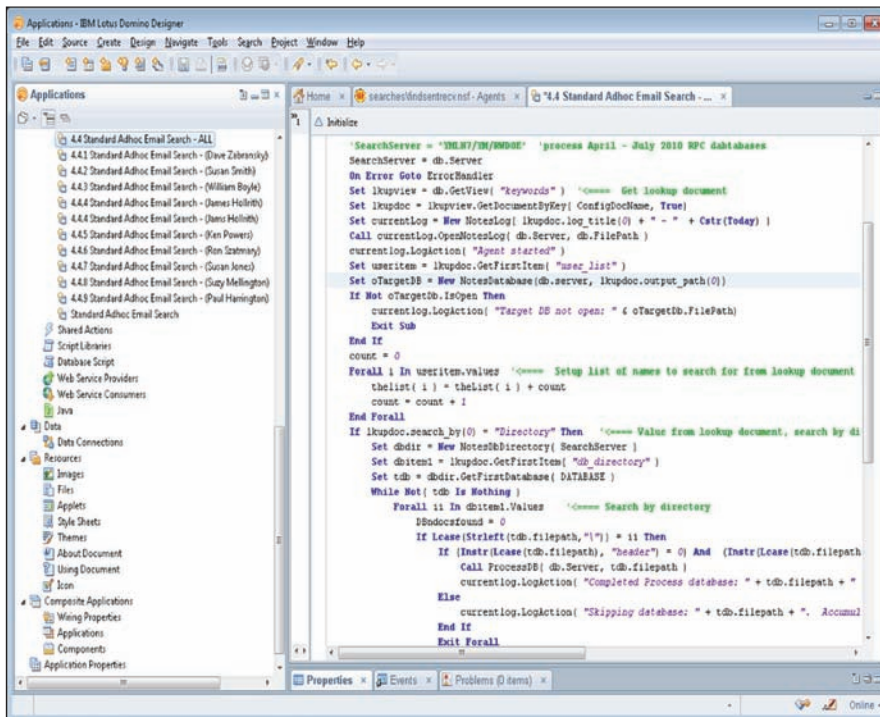 Applications - IBM Lotus Domino Designer
File Edit Source Create Design Navigate Tools Search Project Window Help
Applications
Home
searches\findsentrecv.nsf - Agents
*4.4 Standard Adhoc Email Search - ...
1
Initialize
4.4 Standard Adhoc Email Search - ALL
4.4.1 Standard Adhoc Email Search - (Dave Zabransky)
4.4.2 Standard Adhoc Email Search - (Susan Smith)
4.4.3 Standard Adhoc Email Search - (William Boyle)
4.4.4 Standard Adhoc Email Search - (James Hollrith)
4.4.4 Standard Adhoc Email Search - (Jams Hollrith)
4.4.5 Standard Adhoc Email Search - (Ken Powers)
4.4.6 Standard Adhoc Email Search - (Ron Szatmary)
4.4.7 Standard Adhoc Email Search - (Susan Jones)
4.4.8 Standard Adhoc Email Search - (Suzy Mellington)
4.4.9 Standard Adhoc Email Search - (Paul Harrington)
Standard Adhoc Email Search
Shared Actions
Script Libraries
Database Script
Web Service Providers
Web Service Consumers
Java
Data
Data Connections
Resources
Images
Files
Applets
Style Sheets
Themes
About Document
Using Document
Icon
Composite Applications
Wiring Properties
Applications
Components
Application Properties
'process April - July 2010 RPC dabtabases
SearchServer = db.Server
On Error Goto ErrorHandler
Set lkupview = db.GetView( "keywords" ) '<==== Get lookup document
Set lkupdoc = lkupview.GetDocumentByKey( ConfigDocName, True)
Set currentLog = New NotesLog( lkupdoc.log_title(0) + " - " + Cstr(Today) )
Call currentLog.OpenNotesLog( db.Server, db.FilePath )
currentlog.LogAction( "Agent started")
Set useritem = lkupdoc.GetFirstItem( "user_list" )
Set oTargetDB = New NotesDatabase(db.server, lkupdoc.output_path(0))
If Not oTargetDb.IsOpen Then
currentlog.LogAction( "Target DB not open: " & oTargetDb.FilePath)
Exit Sub
End If
count = 0
Forall i In useritem.values '<==== Setup list of names to search for from lookup document
thelist( i ) = theList( i ) + count
count = count + 1
End Forall
If lkupdoc.search_by(0) = "Directory" Then '<==== Value from lookup document, search by di
Set dbdir = New NotesDbDirectory( SearchServer )
Set dbitem1 = lkupdoc.GetFirstItem( "db_directory" )
Set tdb = dbdir.GetFirstDatabase( DATABASE )
While Not( tdb Is Nothing )
Forall ii In dbitem1.Values '<==== Search by directory
DBndocsfound = 0
If Lcase(Strleft(tdb.filepath,"\")) = ii Then
If (Instr(Lcase(tdb.filepath), "header") = 0) And (Instr(Lcase(tdb.filepath
Call ProcessDB( db.Server, tdb.filepath )
currentlog.LogAction( "Completed Process database: " + tdb.filepath + "
Else
currentlog.LogAction( "Skipping database: " + tdb.filepath + ". Accumul
End If
Exit Forall
Properties
Events
Problems (0 items)
Online